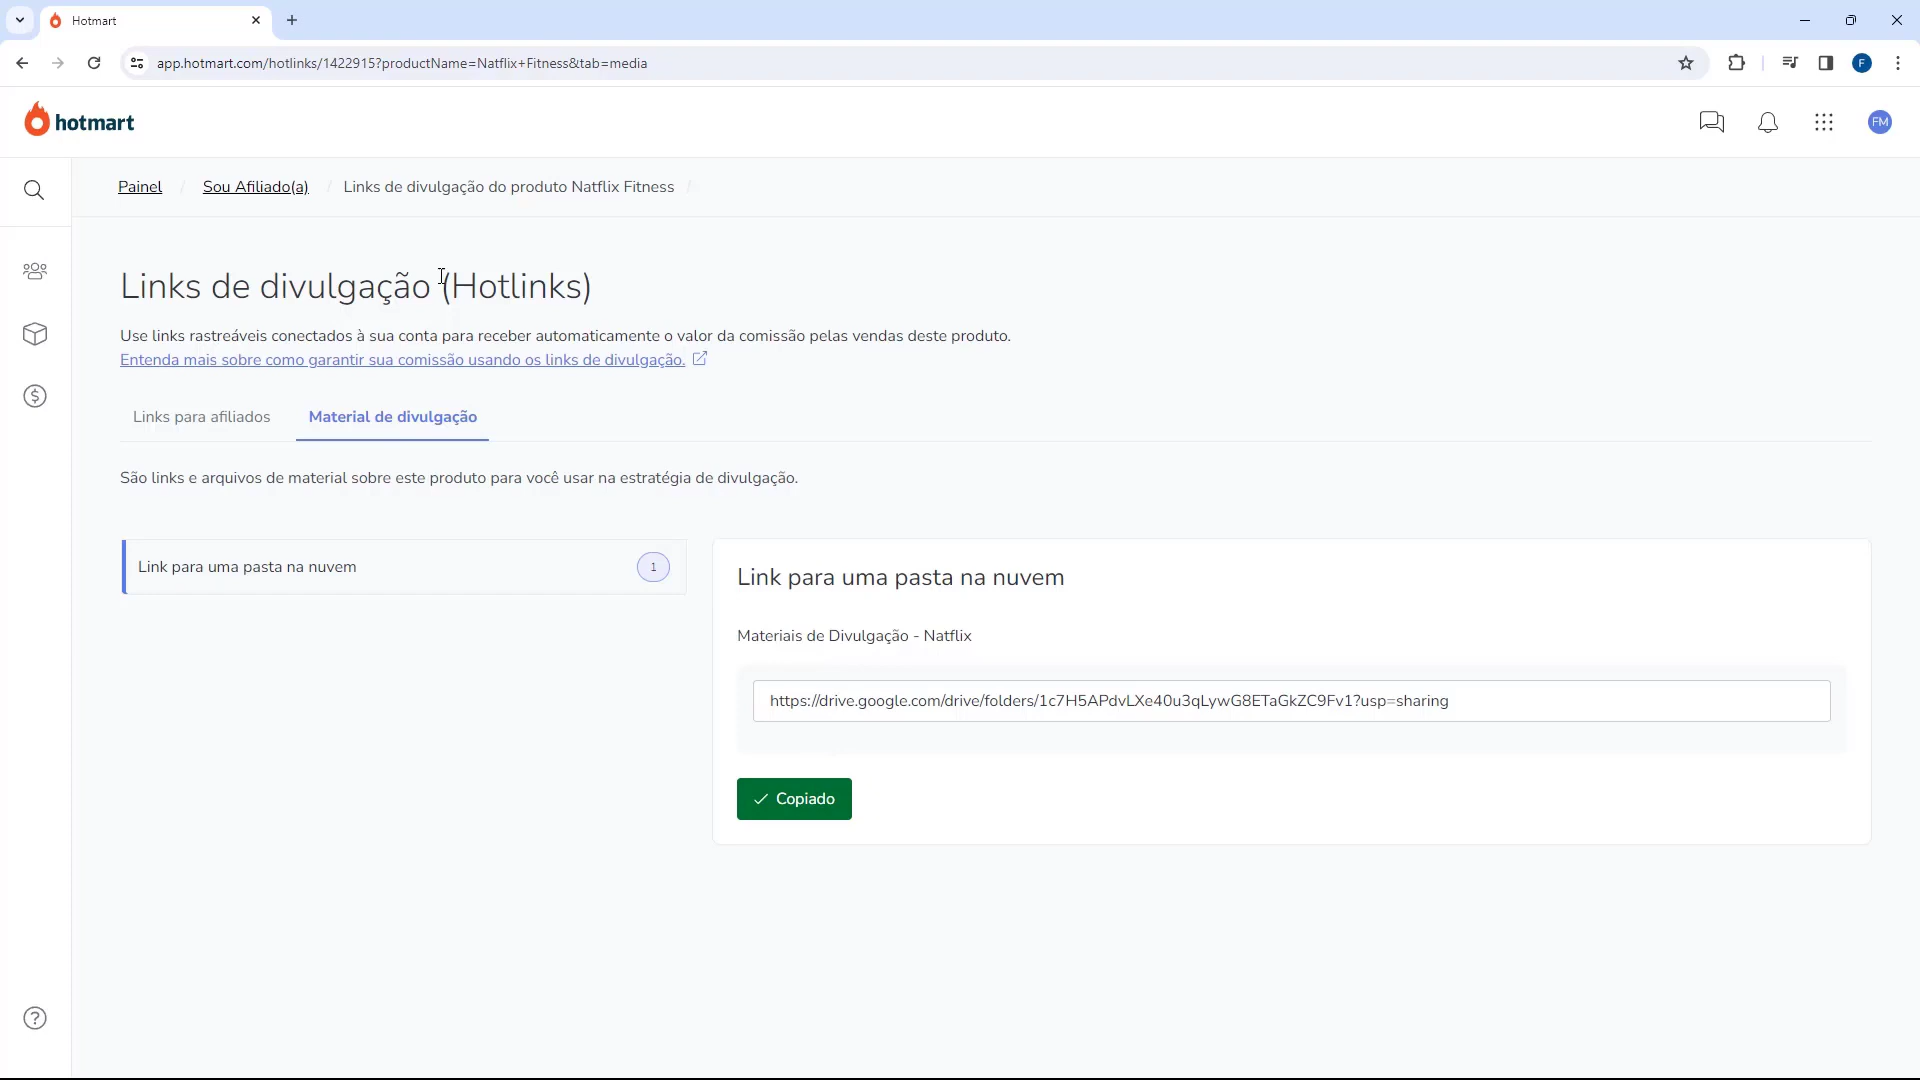 Hotmart
app.hotmart.com/hotlinks/1422915?productName=Natflix+Fitness&tab=media
F
hotmart
FM
Painel / Sou Afiliado(a) / Links de divulgação do produto Natflix Fitness /
Links de divulgação (Hotlinks)
Use links rastreáveis conectados à sua conta para receber automaticamente o valor da comissão pelas vendas deste produto.
Entenda mais sobre como garantir sua comissão usando os links de divulgação.
Links para afiliados
Material de divulgação
São links e arquivos de material sobre este produto para você usar na estratégia de divulgação.
Link para uma pasta na nuvem
1
Link para uma pasta na nuvem
Materiais de Divulgação - Natflix
https://drive.google.com/drive/folders/1c7H5APdvLXe40u3qLywG8ETaGkZC9Fv1?usp=sharing
Copiado